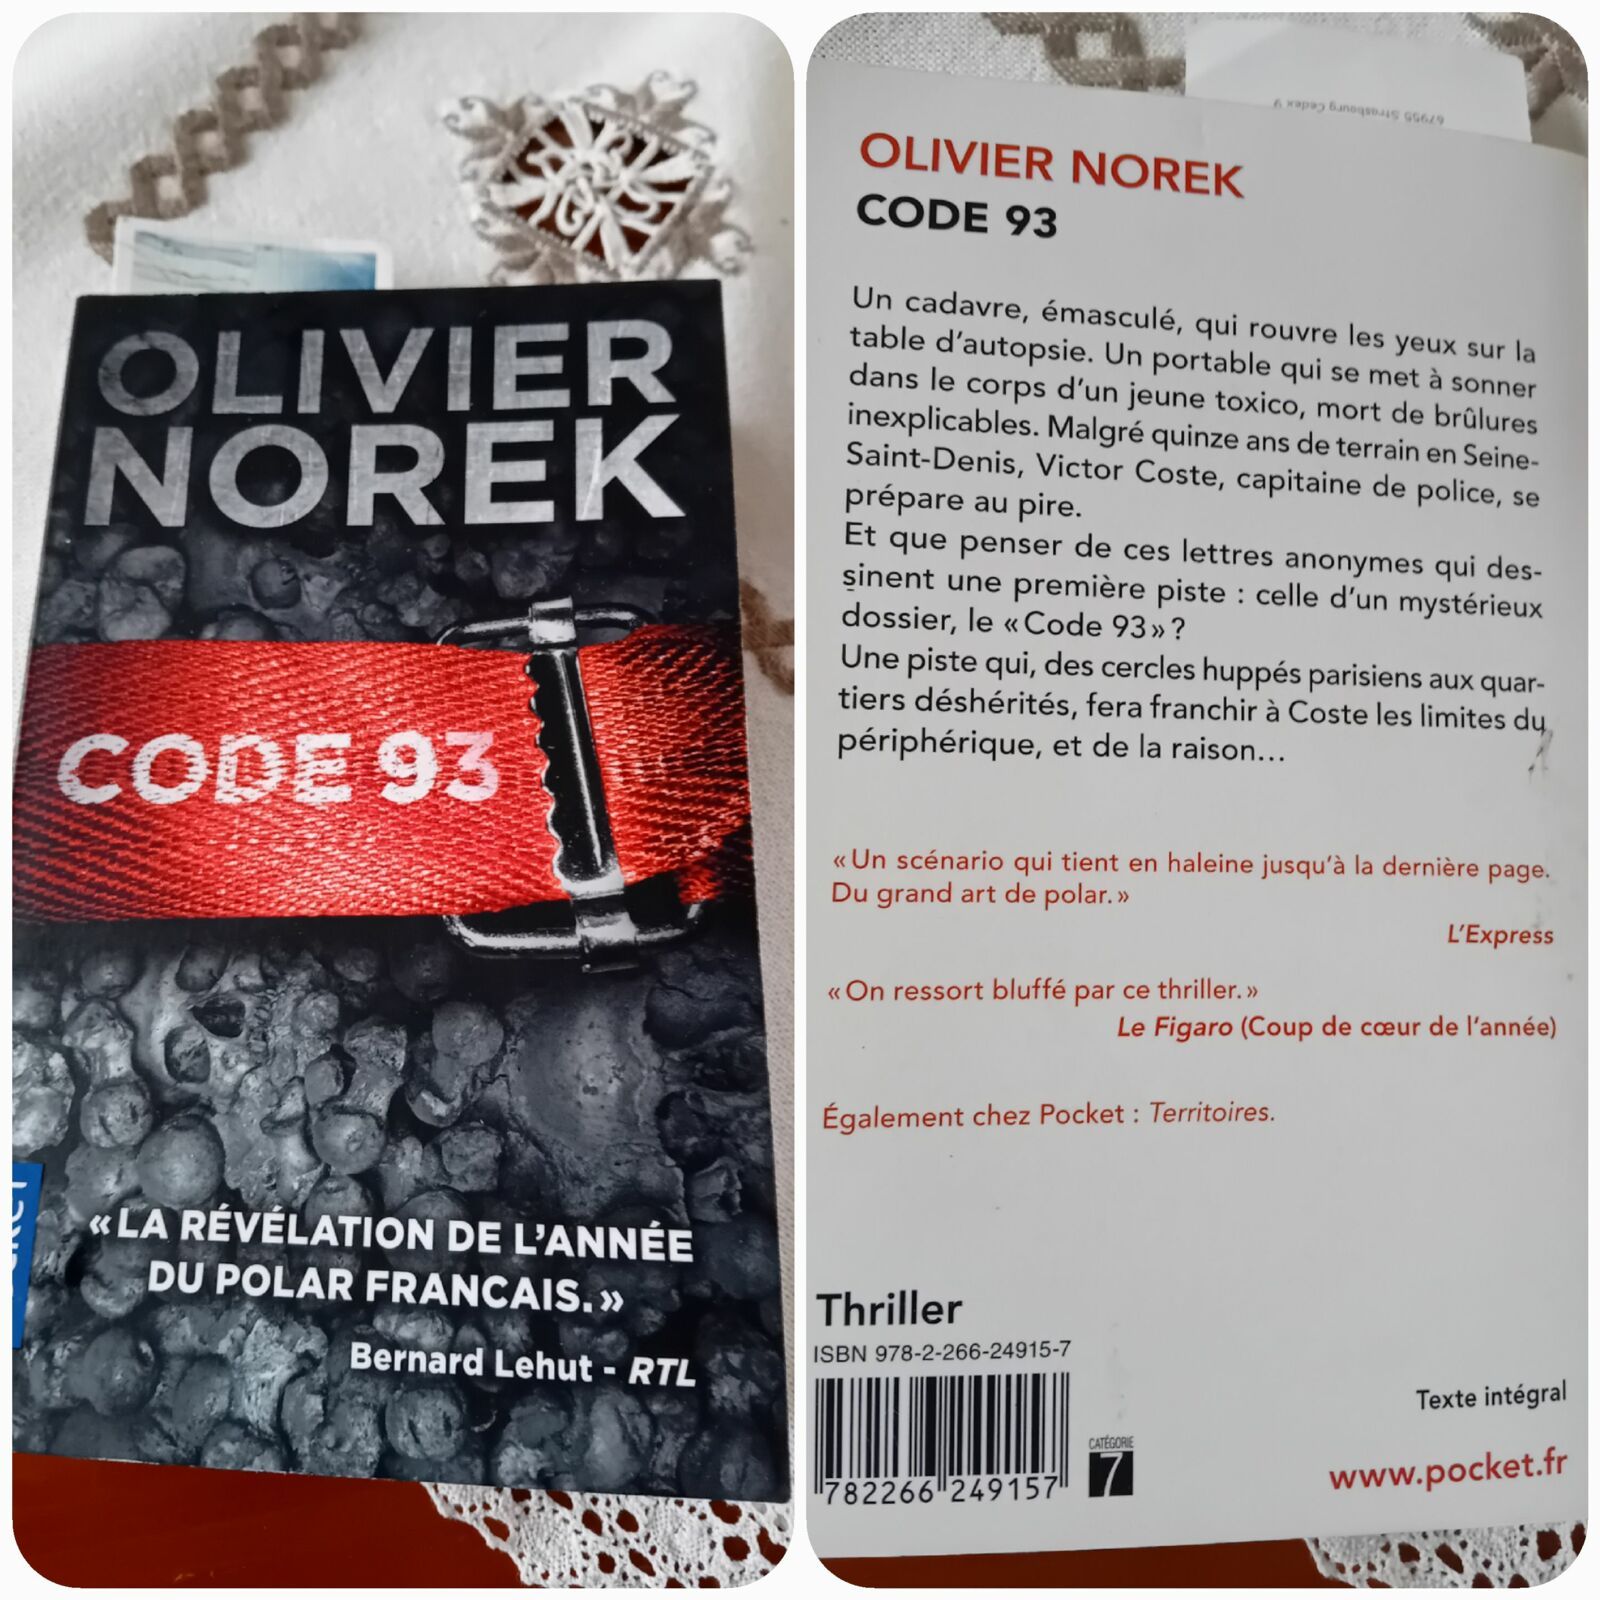 OLIVIER
NOREK
CODE 93
« LA RÉVÉLATION DE L'ANNÉE
DU POLAR FRANCAIS. »
Bernard Lehut - RTL
67955 Strasbourg Cedex 9
OLIVIER NOREK
CODE 93
Un cadavre, émasculé, qui rouvre les yeux sur la
table d'autopsie. Un portable qui se met à sonner
dans le corps d'un jeune toxico, mort de brûlures
inexplicables. Malgré quinze ans de terrain en Seine-
Saint-Denis, Victor Coste, capitaine de police, se
prépare au pire.
Et que penser de ces lettres anonymes qui des-
sinent une première piste : celle d'un mystérieux
dossier, le « Code 93 » ?
Une piste qui, des cercles huppés parisiens aux quar-
tiers déshérités, fera franchir à Coste les limites du
périphérique, et de la raison...
« Un scénario qui tient en haleine jusqu'à la dernière page.
Du grand art de polar. »
L'Express
« On ressort bluffé par ce thriller. »
Le Figaro (Coup de cœur de l'année)
Également chez Pocket : Territoires.
Thriller
ISBN 978-2-266-24915-7
782266 249157
CATÉGORIE
7
Texte intégral
www.pocket.fr